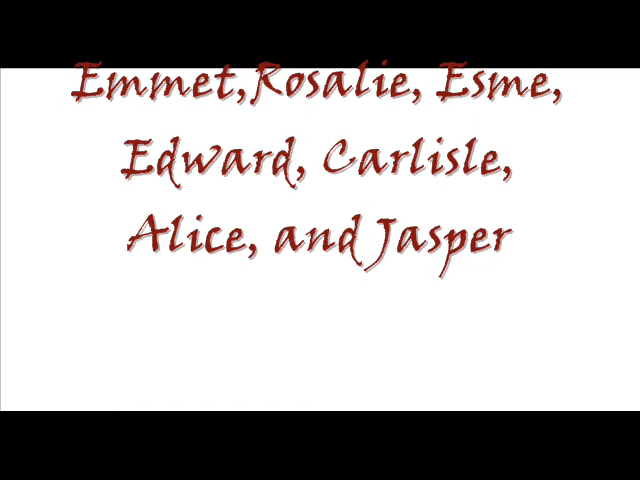 Emmet,Rosalie, Esme,
Edward, Carlisle,
Alice, and Jasper